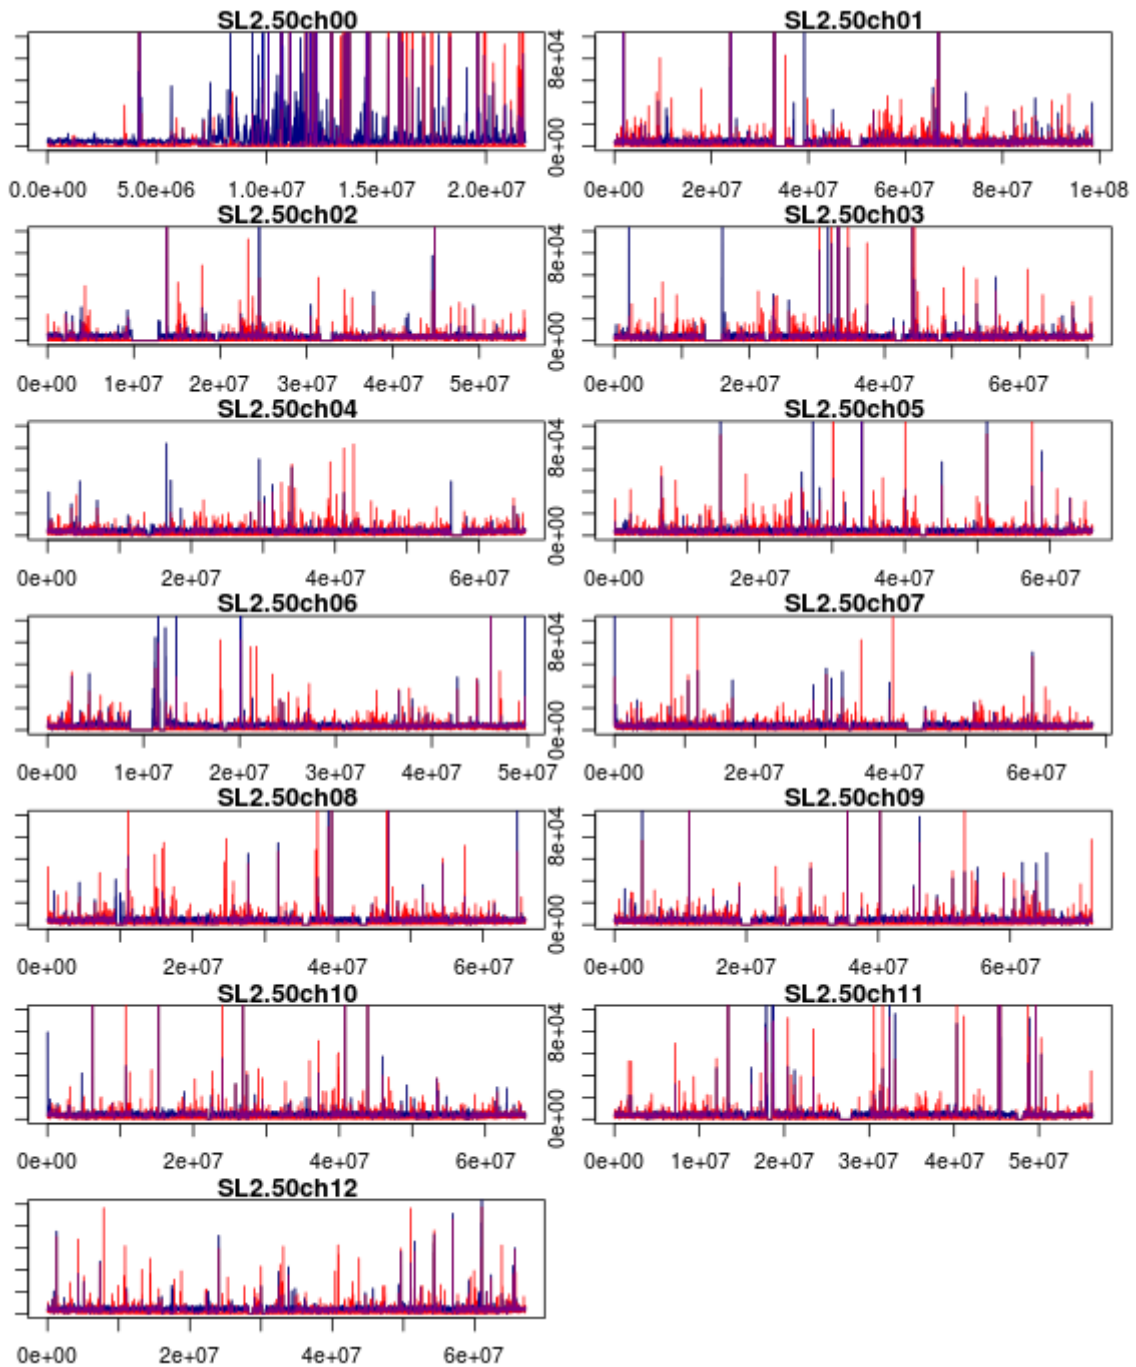 SL2.50ch00 SL2.50ch01
8e+04
0e+00
0.0e+00 5.0e+06 1.0e+07 1.5e+07 2.0e+07 0e+00 2e+07 4e+07 6e+07 8e+07 1e+08
SL2.50ch02 SL2.50ch03
8e+04
0e+00
0e+00 1e+07 2e+07 3e+07 4e+07 5e+07 0e+00 2e+07 4e+07 6e+07
SL2.50ch04 SL2.50ch05
8e+04
0e+00
0e+00 2e+07 4e+07 6e+07 0e+00 2e+07 4e+07 6e+07
SL2.50ch06 SL2.50ch07
8e+04
0e+00
0e+00 1e+07 2e+07 3e+07 4e+07 5e+07 0e+00 2e+07 4e+07 6e+07
SL2.50ch08 SL2.50ch09
8e+04
0e+00
0e+00 2e+07 4e+07 6e+07 0e+00 2e+07 4e+07 6e+07
SL2.50ch10 SL2.50ch11
8e+04
0e+00
0e+00 2e+07 4e+07 6e+07 0e+00 1e+07 2e+07 3e+07 4e+07 5e+07
SL2.50ch12
0e+00 2e+07 4e+07 6e+07